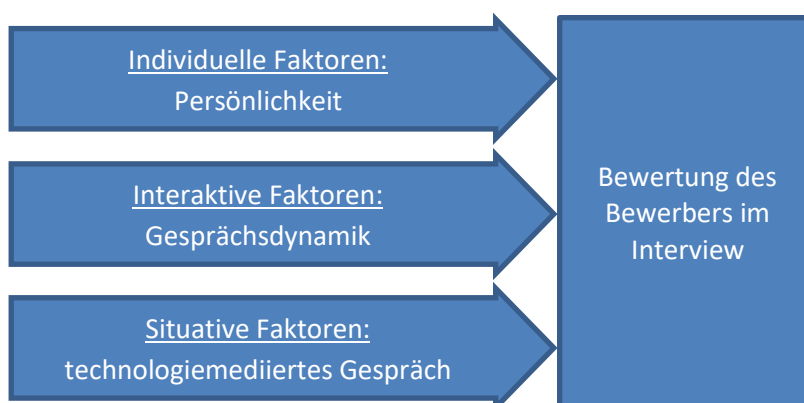 Individuelle Faktoren:
Persönlichkeit
Interaktive Faktoren:
Gesprächsdynamik
Situative Faktoren:
technologiemediiertes Gespräch
Bewertung des
Bewerbers im
Interview